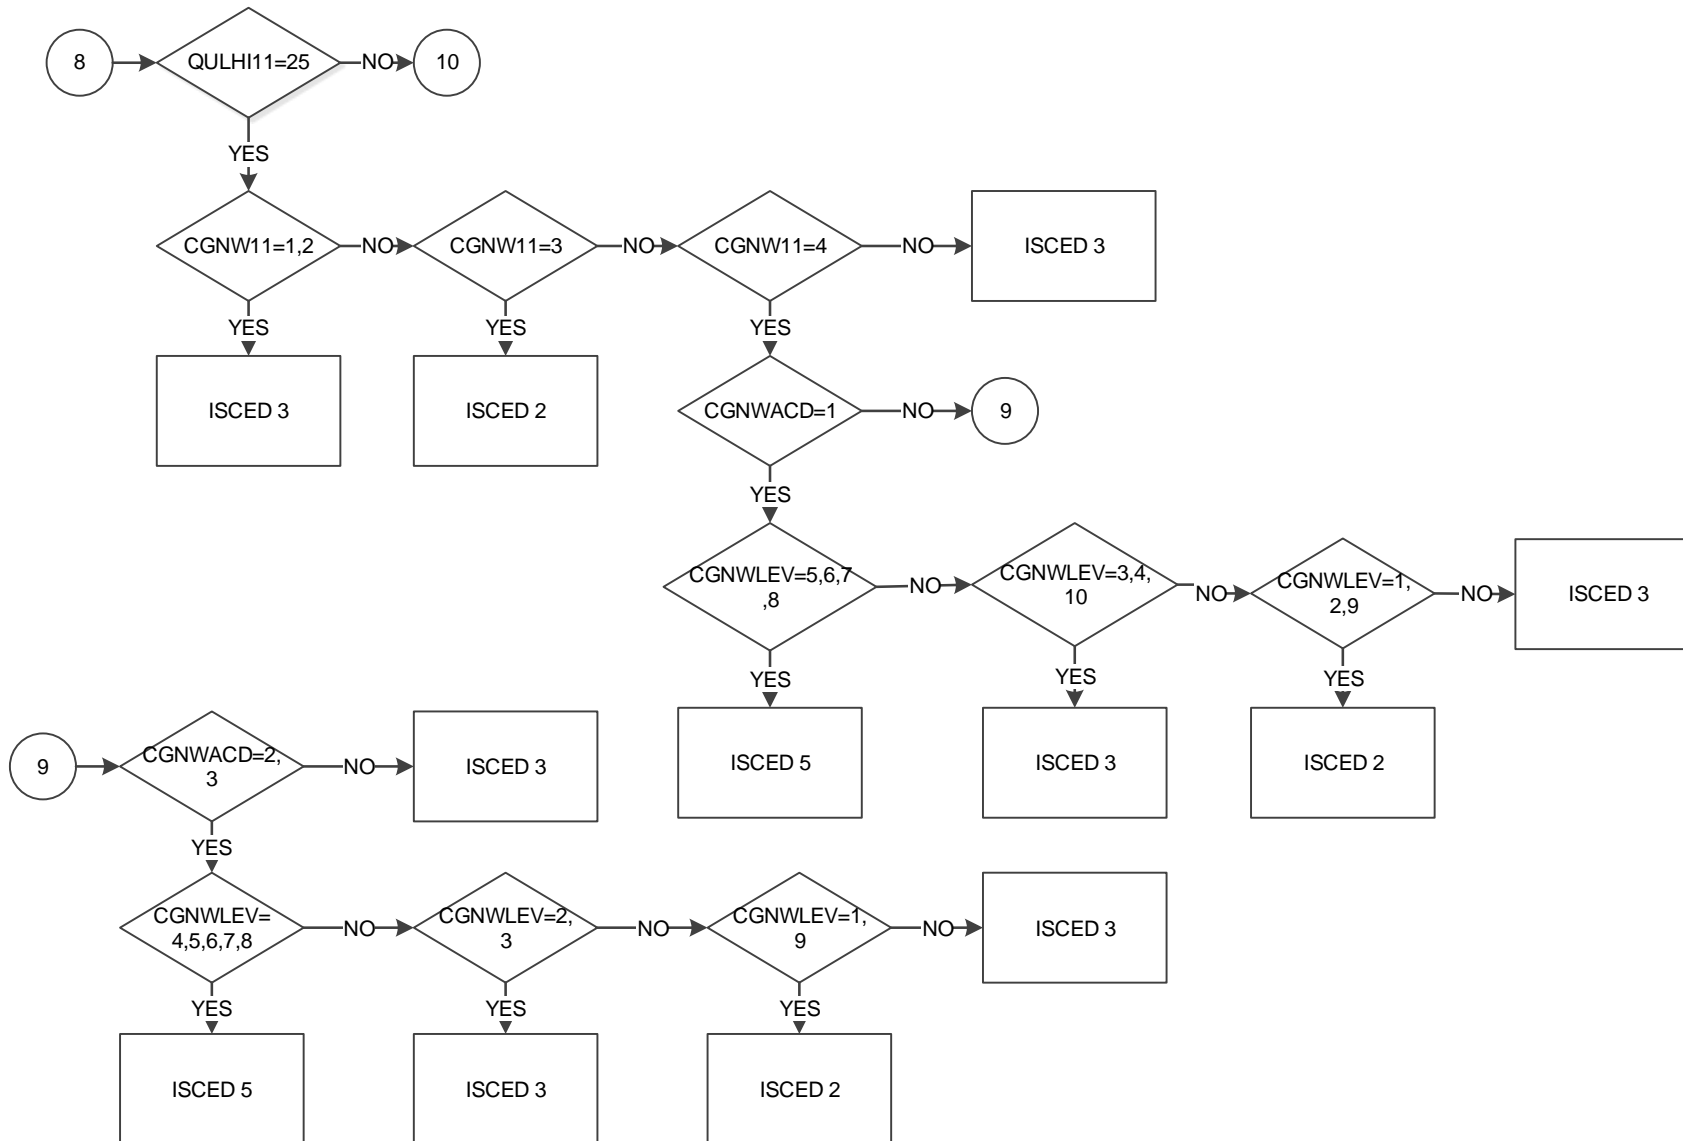 8
QULHI11=25
NO
10
YES
CGNW11=1,2
NO
CGNW11=3
NO
CGNW11=4
NO
ISCED 3
YES
YES
YES
ISCED 3
ISCED 2
CGNWACD=1
NO
9
YES
CGNWLEV=5,6,7
,8
NO
CGNWLEV=3,4,
10
NO
CGNWLEV=1,
2,9
NO
ISCED 3
YES
YES
YES
ISCED 5
ISCED 3
ISCED 2
9
CGNWACD=2,
3
NO
ISCED 3
YES
CGNWLEV=
4,5,6,7,8
NO
CGNWLEV=2,
3
NO
CGNWLEV=1,
9
NO
ISCED 3
YES
YES
YES
ISCED 5
ISCED 3
ISCED 2